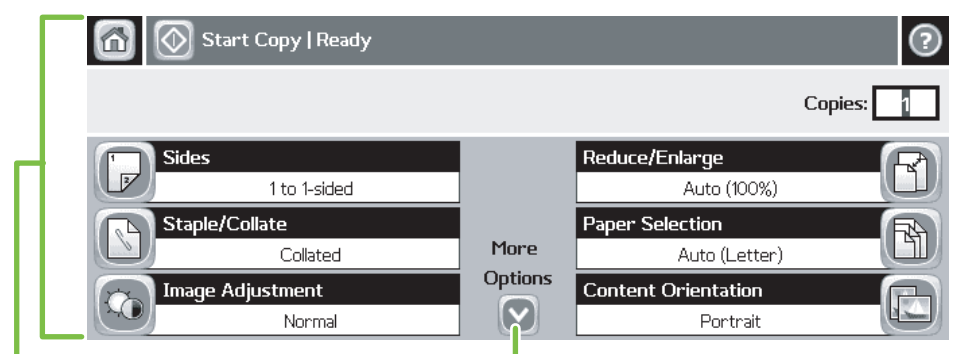 Start Copy | Ready
?
Copies: 1
Sides
1 to 1-sided
Staple/Collate
Collated
Image Adjustment
Normal
More
Options
Reduce/Enlarge
Auto (100%)
Paper Selection
Auto (Letter)
Content Orientation
Portrait